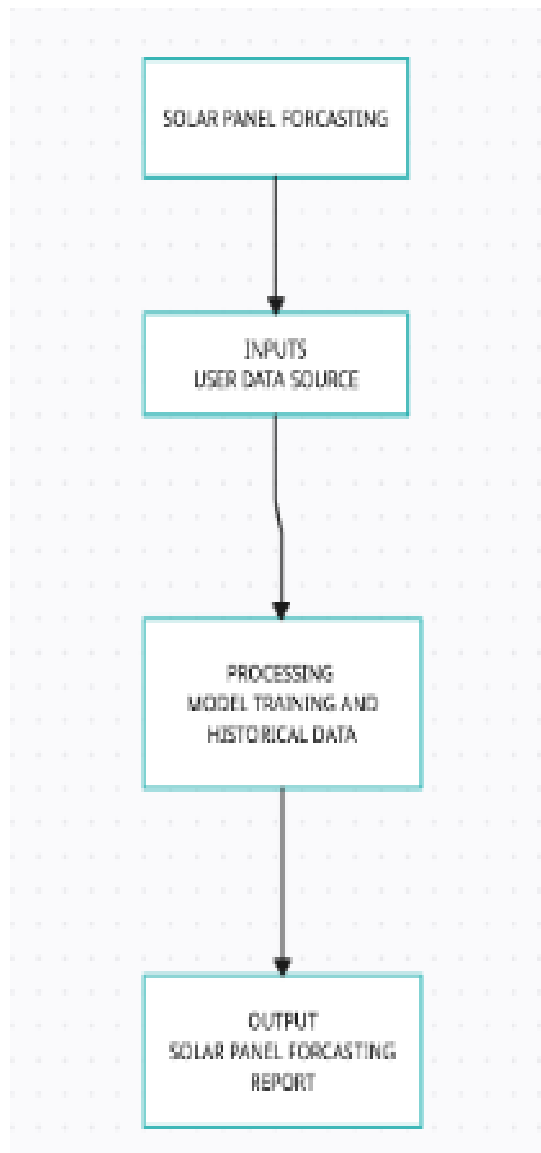 SOLAR PANEL FORCASTING
INPUTS
USER DATA SOURCE
PROCESSING
MODEL TRAINING AND
HISTORICAL DATA
OUTPUT
SOLAR PANEL FORCASTING
REPORT